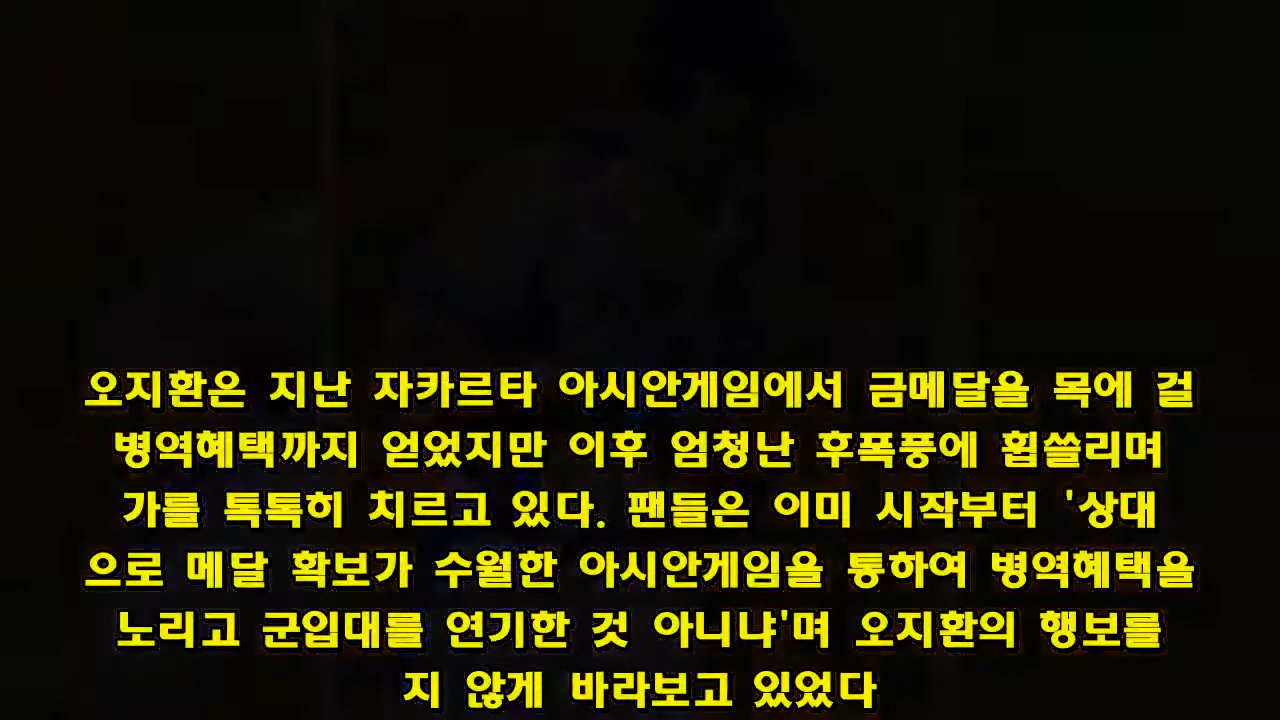 오지환은 지난 자카르타 아시안게임에서 금메달을 목에 걸
병역혜택까지 얻었지만 이후 엄청난 후폭풍에 휩쓸리며
가를 톡톡히 치르고 있다. 팬들은 이미 시작부터 '상대
으로 메달 확보가 수월한 아시안게임을 통하여 병역혜택을
노리고 군입대를 연기한 것 아니냐'며 오지환의 행보를
지 않게 바라보고 있었다